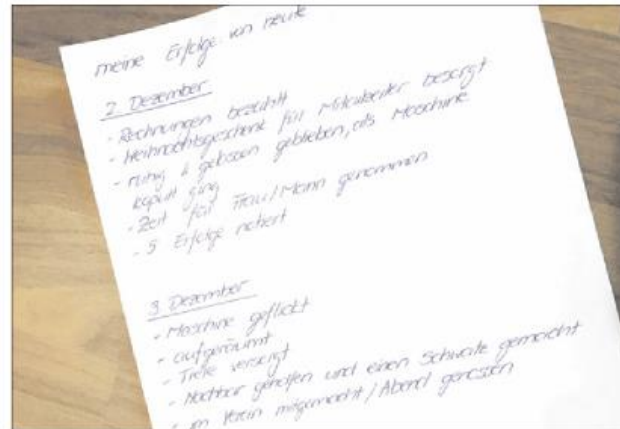 meine Erfolge von heute
2. Dezember
- Rechnungen bezahlt
- Weihnachtsgeschenk für Mitarbeiter besorgt
- ruhig & gelassen geblieben, als Maschine
kaputt ging
- Zeit für Frau/Mann genommen
- 5 Erfolge notiert
3. Dezember
- Maschine geflickt
- aufgeräumt
- Tiere versorgt
- Nachbar geholfen und einen Schwatz gemacht
- im Verein mitgemacht/Abend genossen